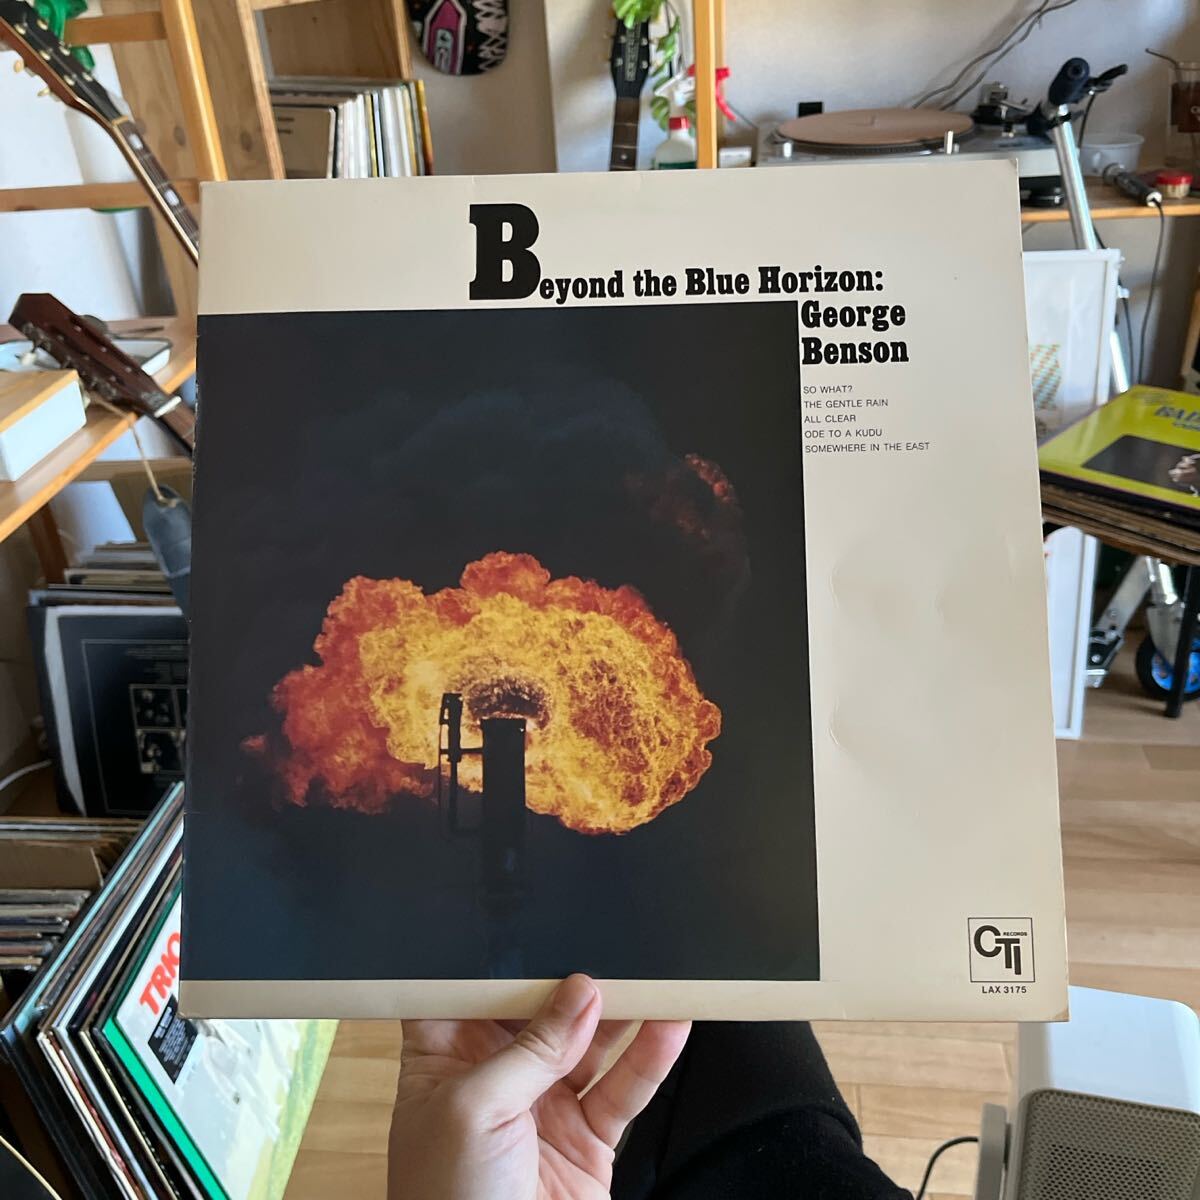 Beyond the Blue Horizon:
George
Benson
SO WHAT?
THE GENTLE RAIN
ALL CLEAR
ODE TO A KUDU
SOMEWHERE IN THE EAST
CTI
RECORDS
LAX 3175
TRIO